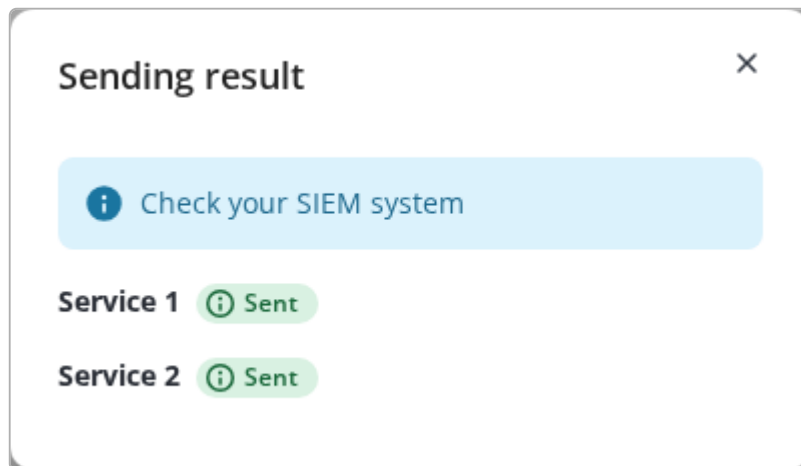 Sending result
Check your SIEM system
Service 1 Sent
Service 2 Sent